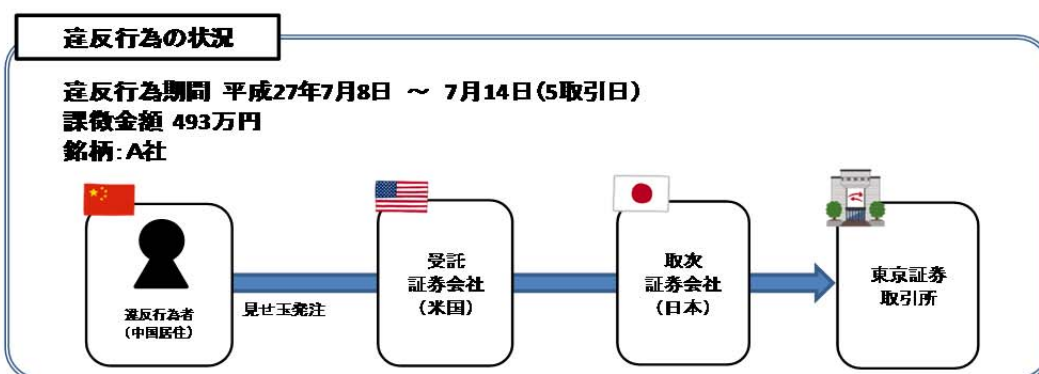 違反行為の状況
違反行為期間 平成27年7月8日 ～ 7月14日(5取引日)
課徴金額 493万円
銘柄:A社
違反行為者
(中国居住)
見せ玉発注
受託
証券会社
(米国)
取次
証券会社
(日本)
東京証券
取引所